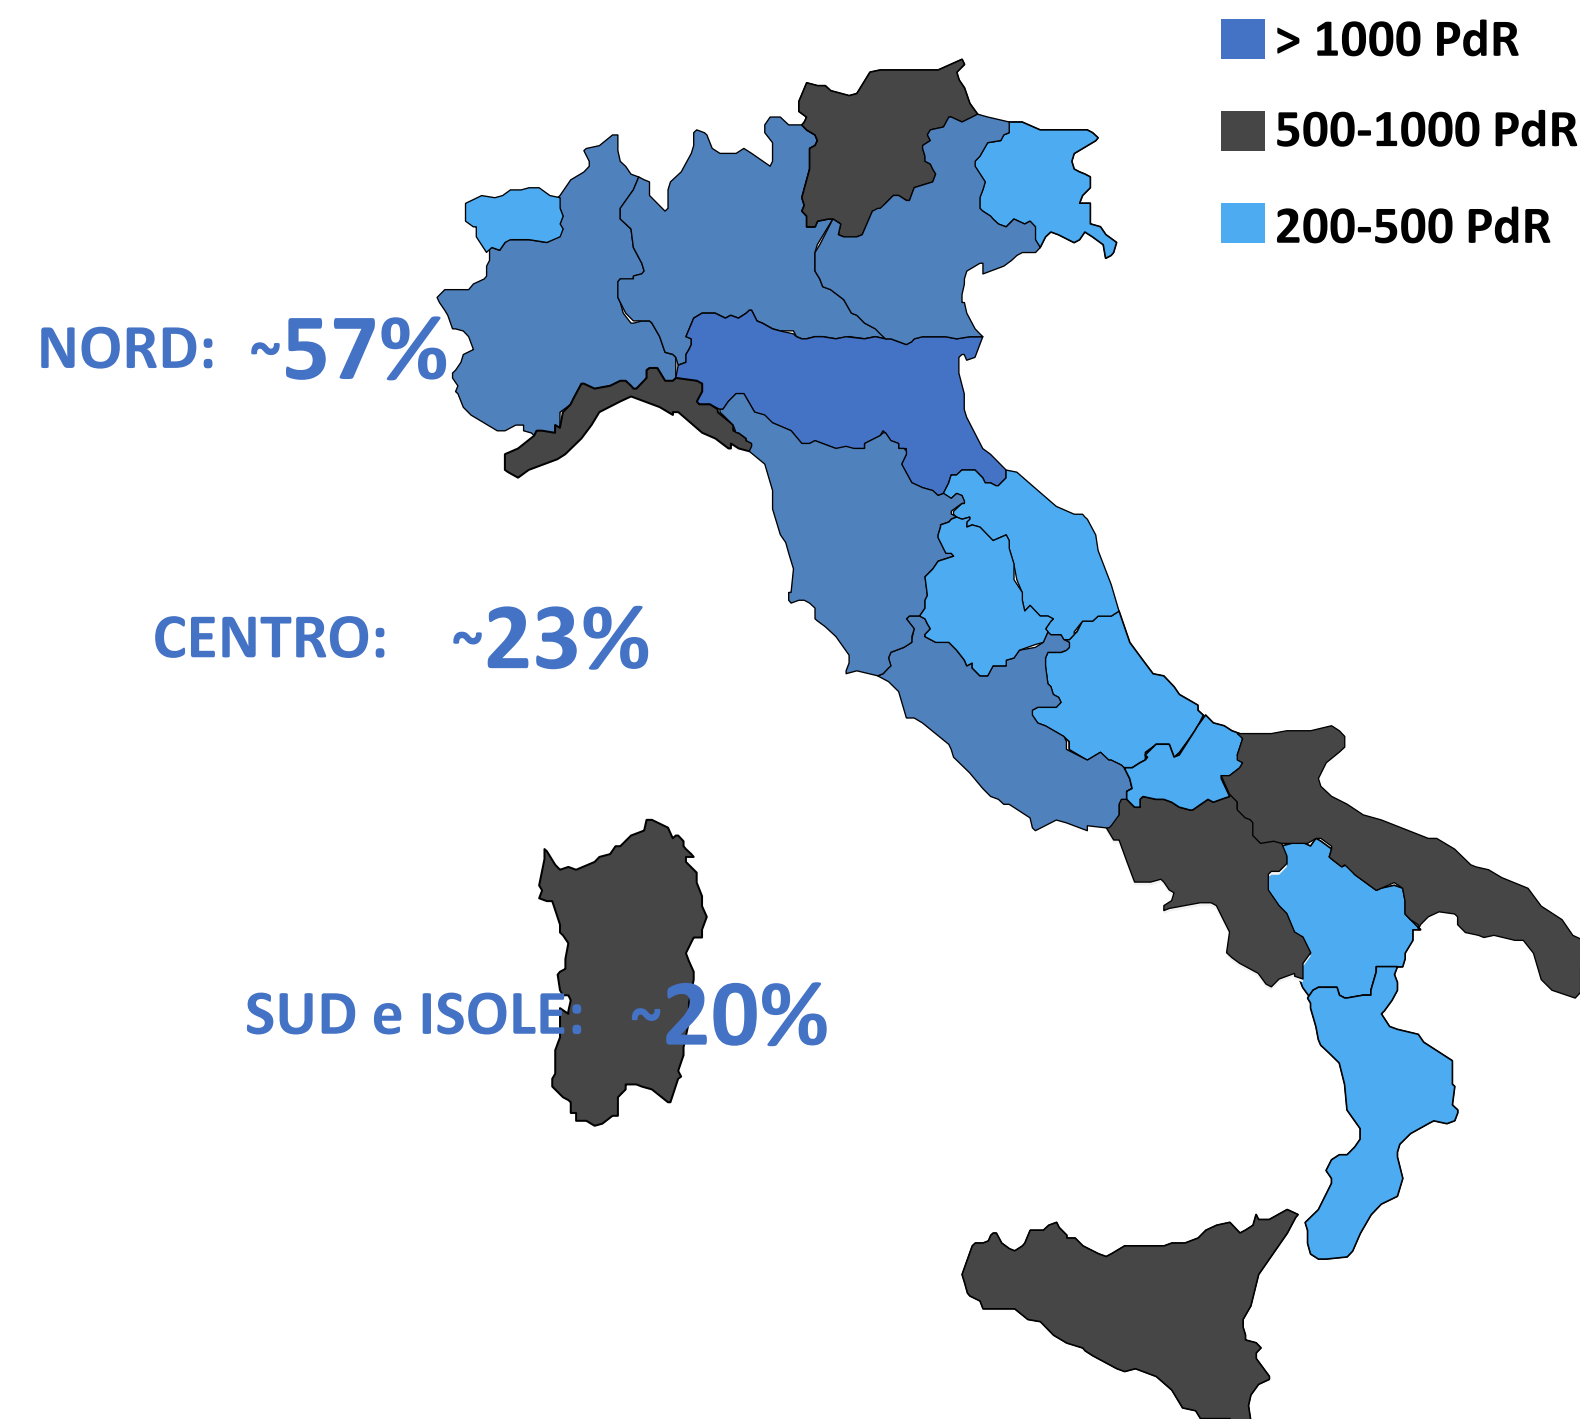 > 1000 PdR
500-1000 PdR
200-500 PdR
NORD: ~57%
CENTRO: ~23%
SUD e ISOLE: ~20%